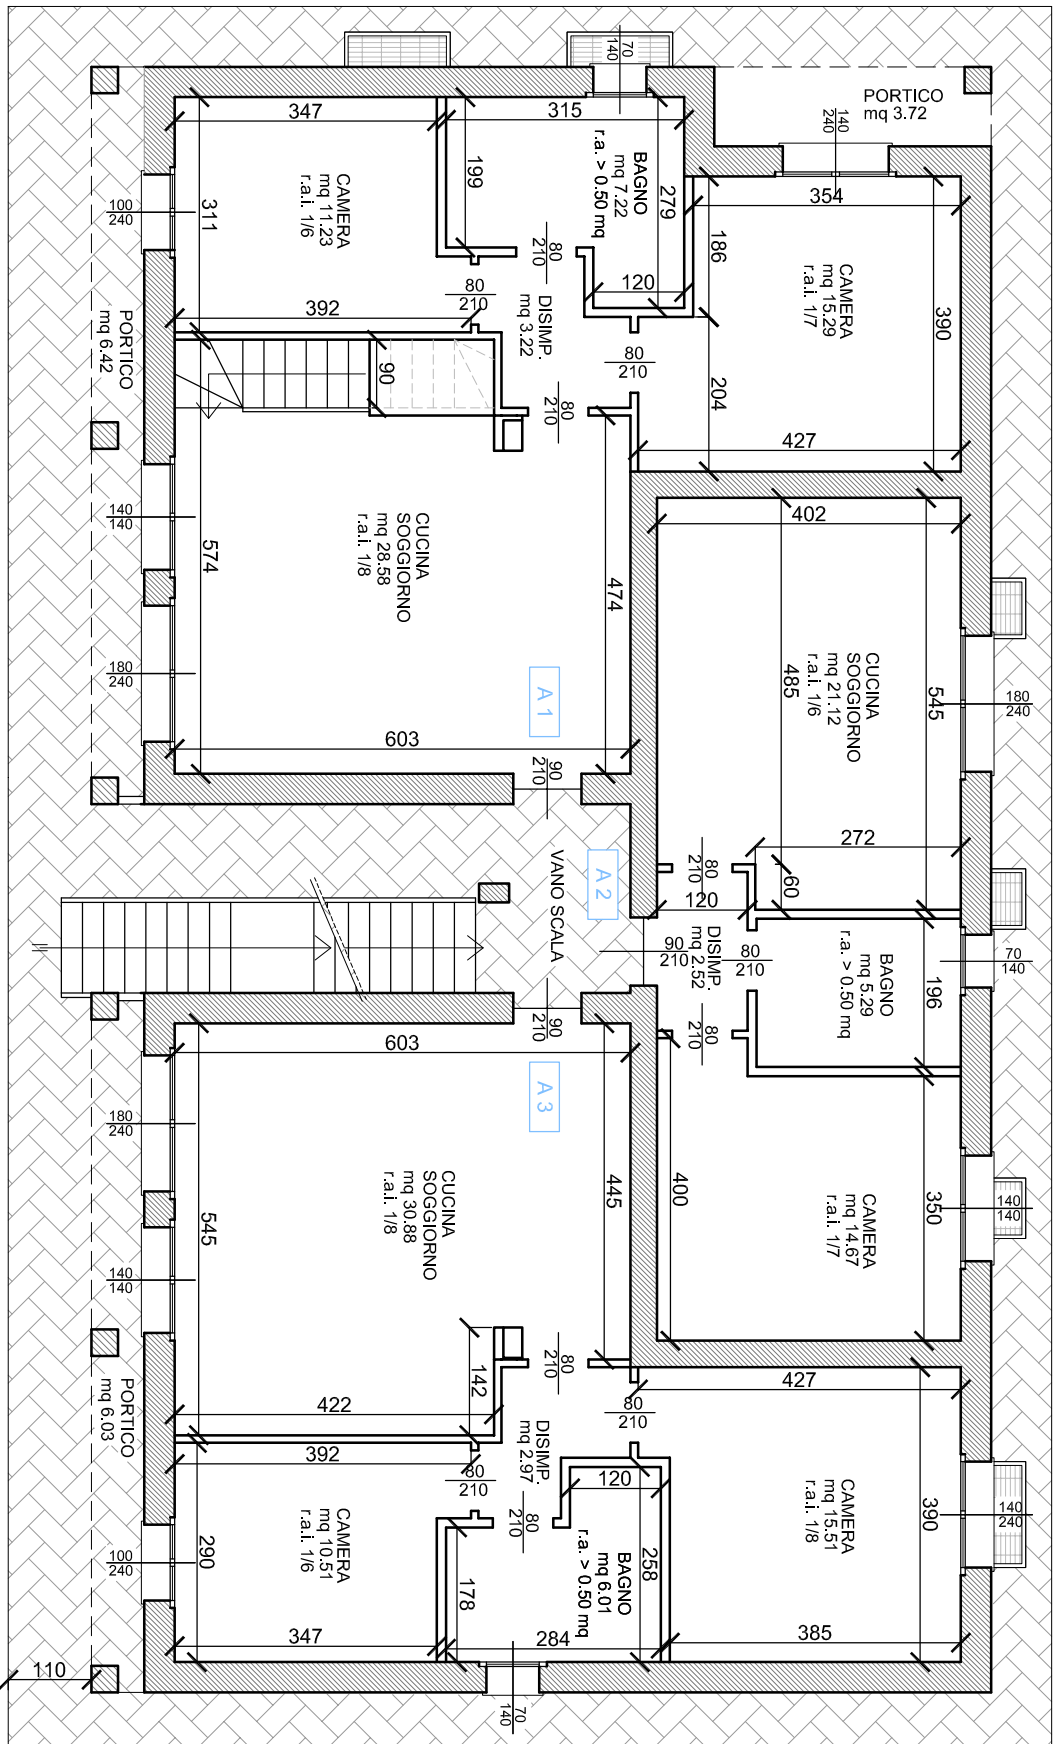 70
140
PORTICO
mq 3.72
140
240
347
315
199
BAGNO
mq 7.22
r.a. > 0.50 mq
279
186
354
CAMERA
mq 11.23
r.a.i. 1/6
311
100
240
80
210
120
CAMERA
mq 15.29
r.a.i. 1/7
390
392
80
210
DISIMP.
mq 3.22
PORTICO
mq 6.42
90
80
210
80
210
204
427
402
140
140
574
CUCINA
SOGGIORNO
mq 28.58
r.a.i. 1/8
474
180
240
A 1
603
90
210
485
CUCINA
SOGGIORNO
mq 21.12
r.a.i. 1/6
545
180
240
272
60
80
210
120
VANO SCALA
A 2
90
210
DISIMP.
mq 2.52
80
210
BAGNO
mq 5.29
r.a. > 0.50 mq
196
70
140
90
210
80
210
603
A 3
180
240
545
CUCINA
SOGGIORNO
mq 30.88
r.a.i. 1/8
445
400
CAMERA
mq 14.67
r.a.i. 1/7
350
140
140
140
140
142
80
210
427
422
80
210
PORTICO
mq 6.03
392
DISIMP.
mq 2.97
80
210
120
80
210
CAMERA
mq 10.51
r.a.i. 1/6
290
100
240
178
BAGNO
mq 6.01
r.a. > 0.50 mq
258
CAMERA
mq 15.51
r.a.i. 1/8
390
140
240
347
284
385
110
70
140